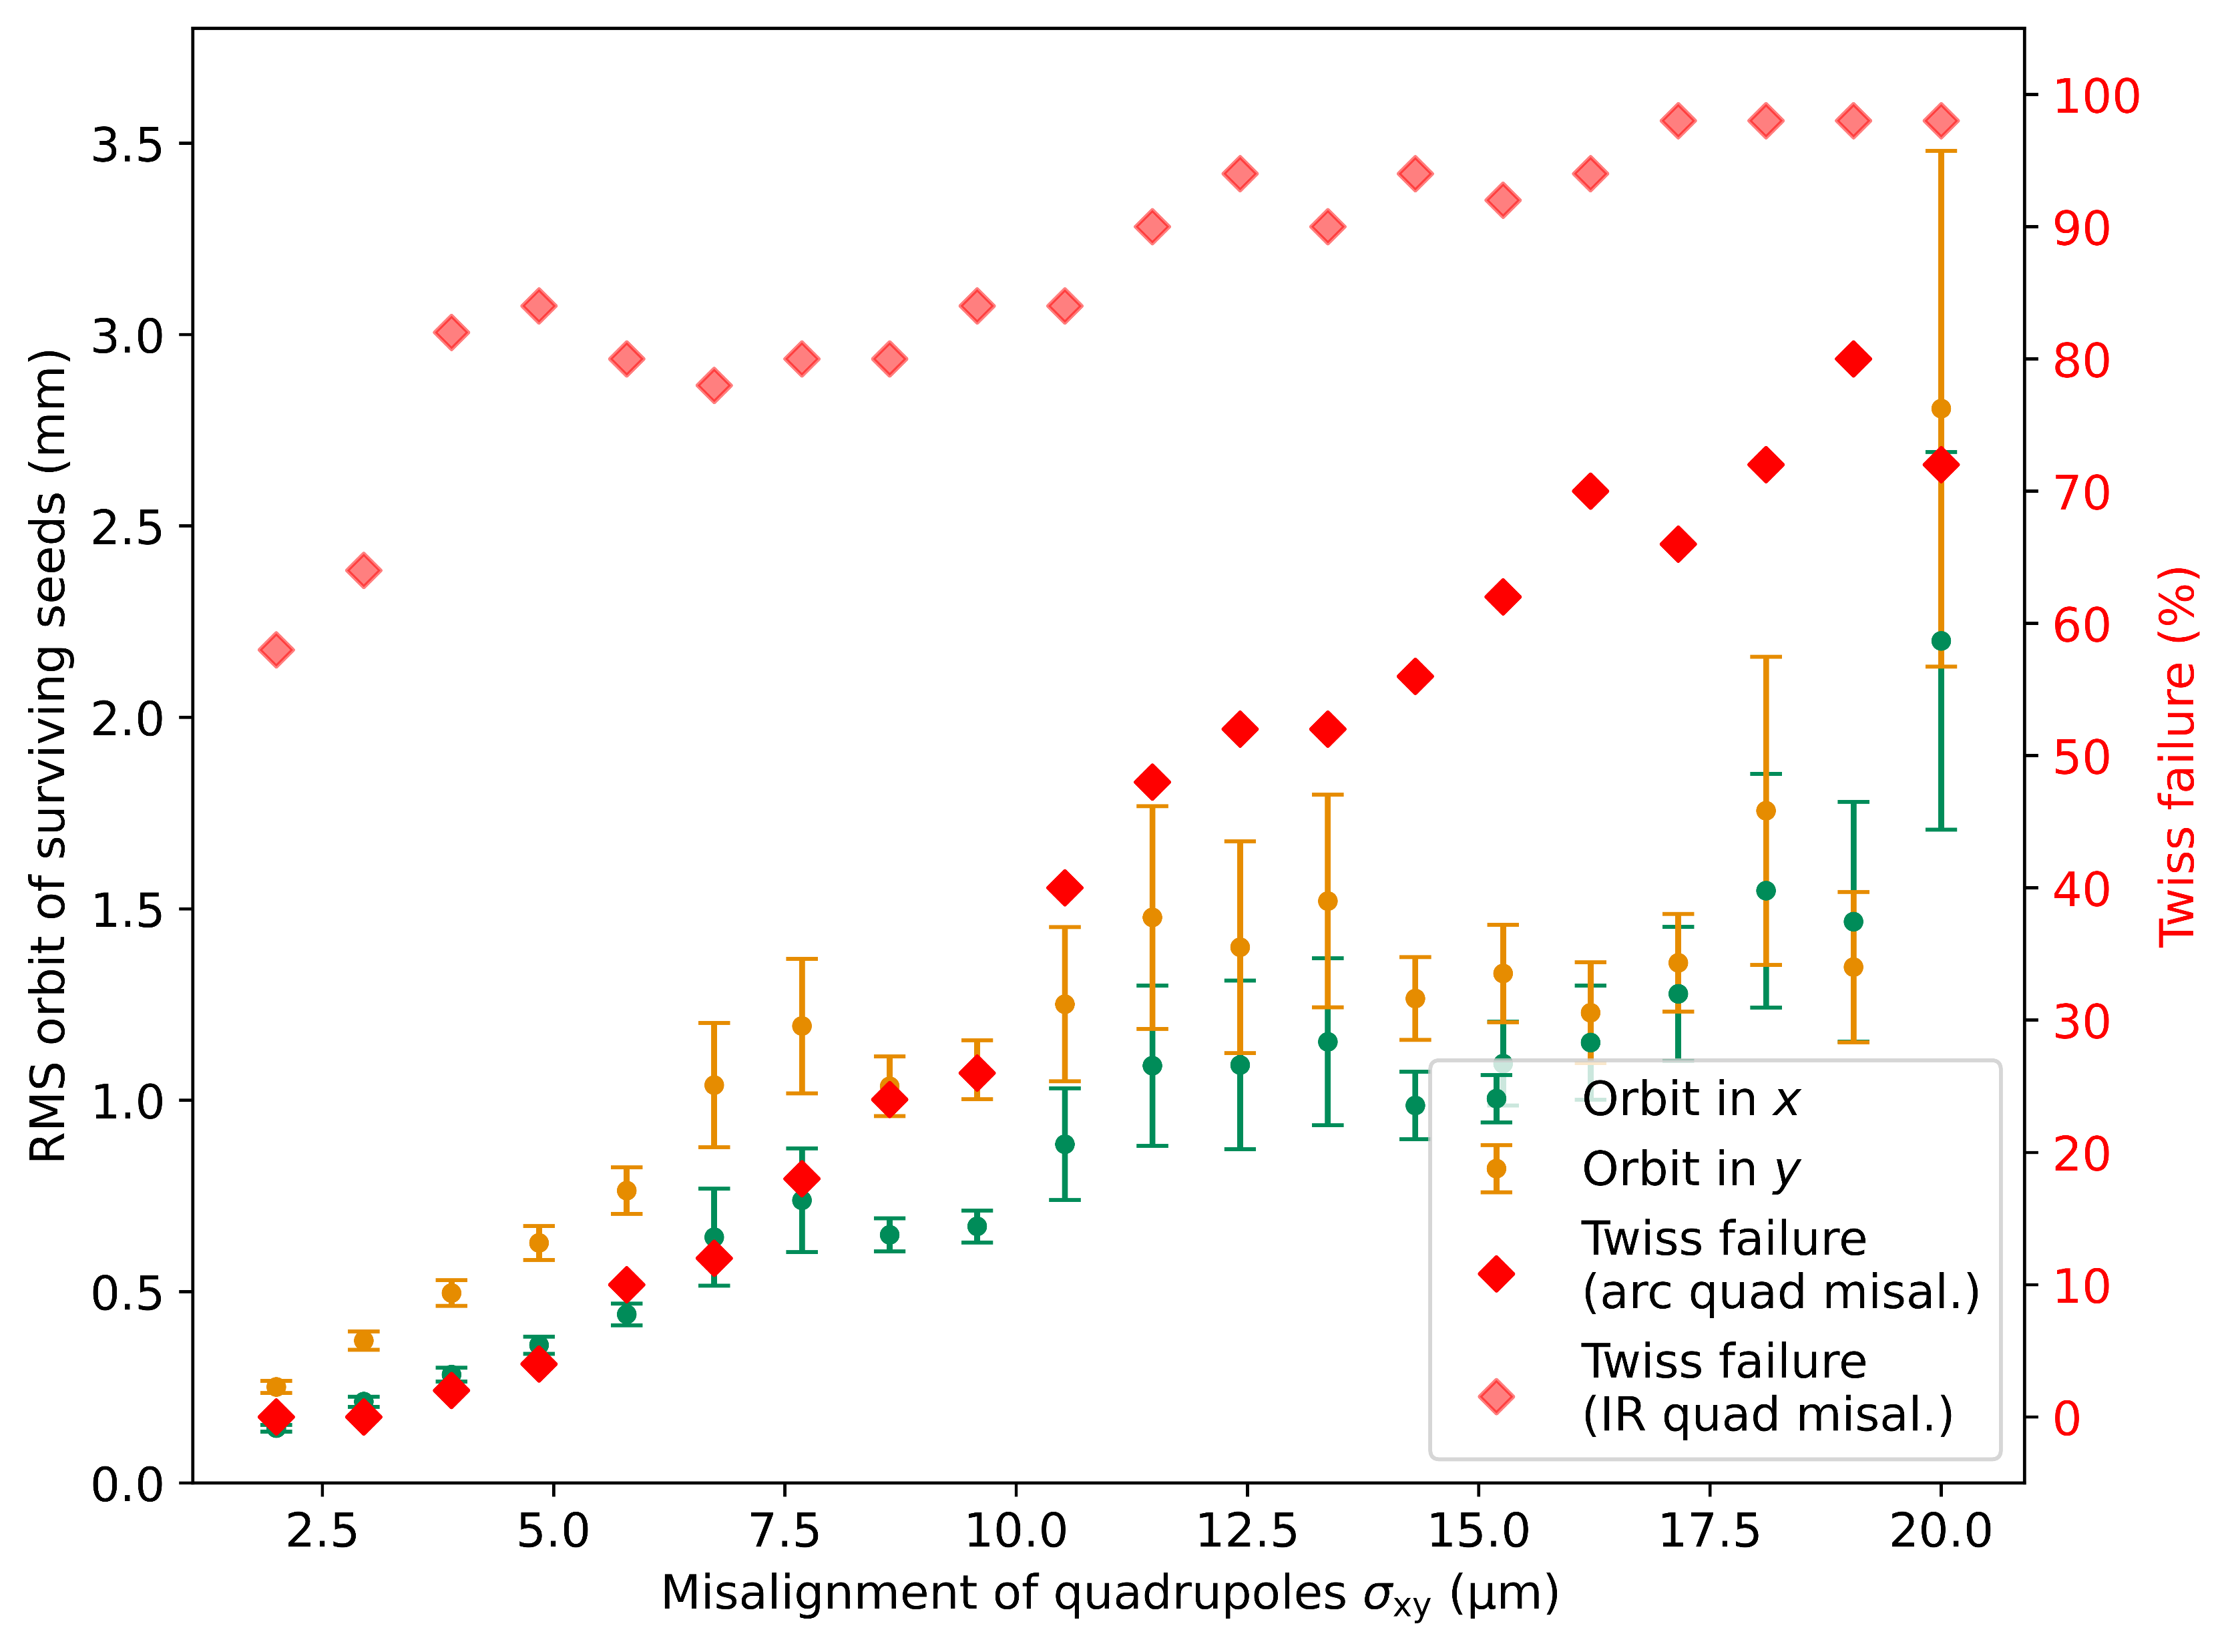 RMS orbit of surviving seeds (mm)
3.5
3.0
2.5
2.0
1.5
1.0
0.5
0.0
2.5 5.0 7.5 10.0 12.5 15.0 17.5 20.0
Misalignment of quadrupoles σxy (μm)
100
90
80
70
60
50
40
30
20
10
0
Twiss failure (%)
Orbit in x
Orbit in y
Twiss failure
(arc quad misal.)
Twiss failure
(IR quad misal.)